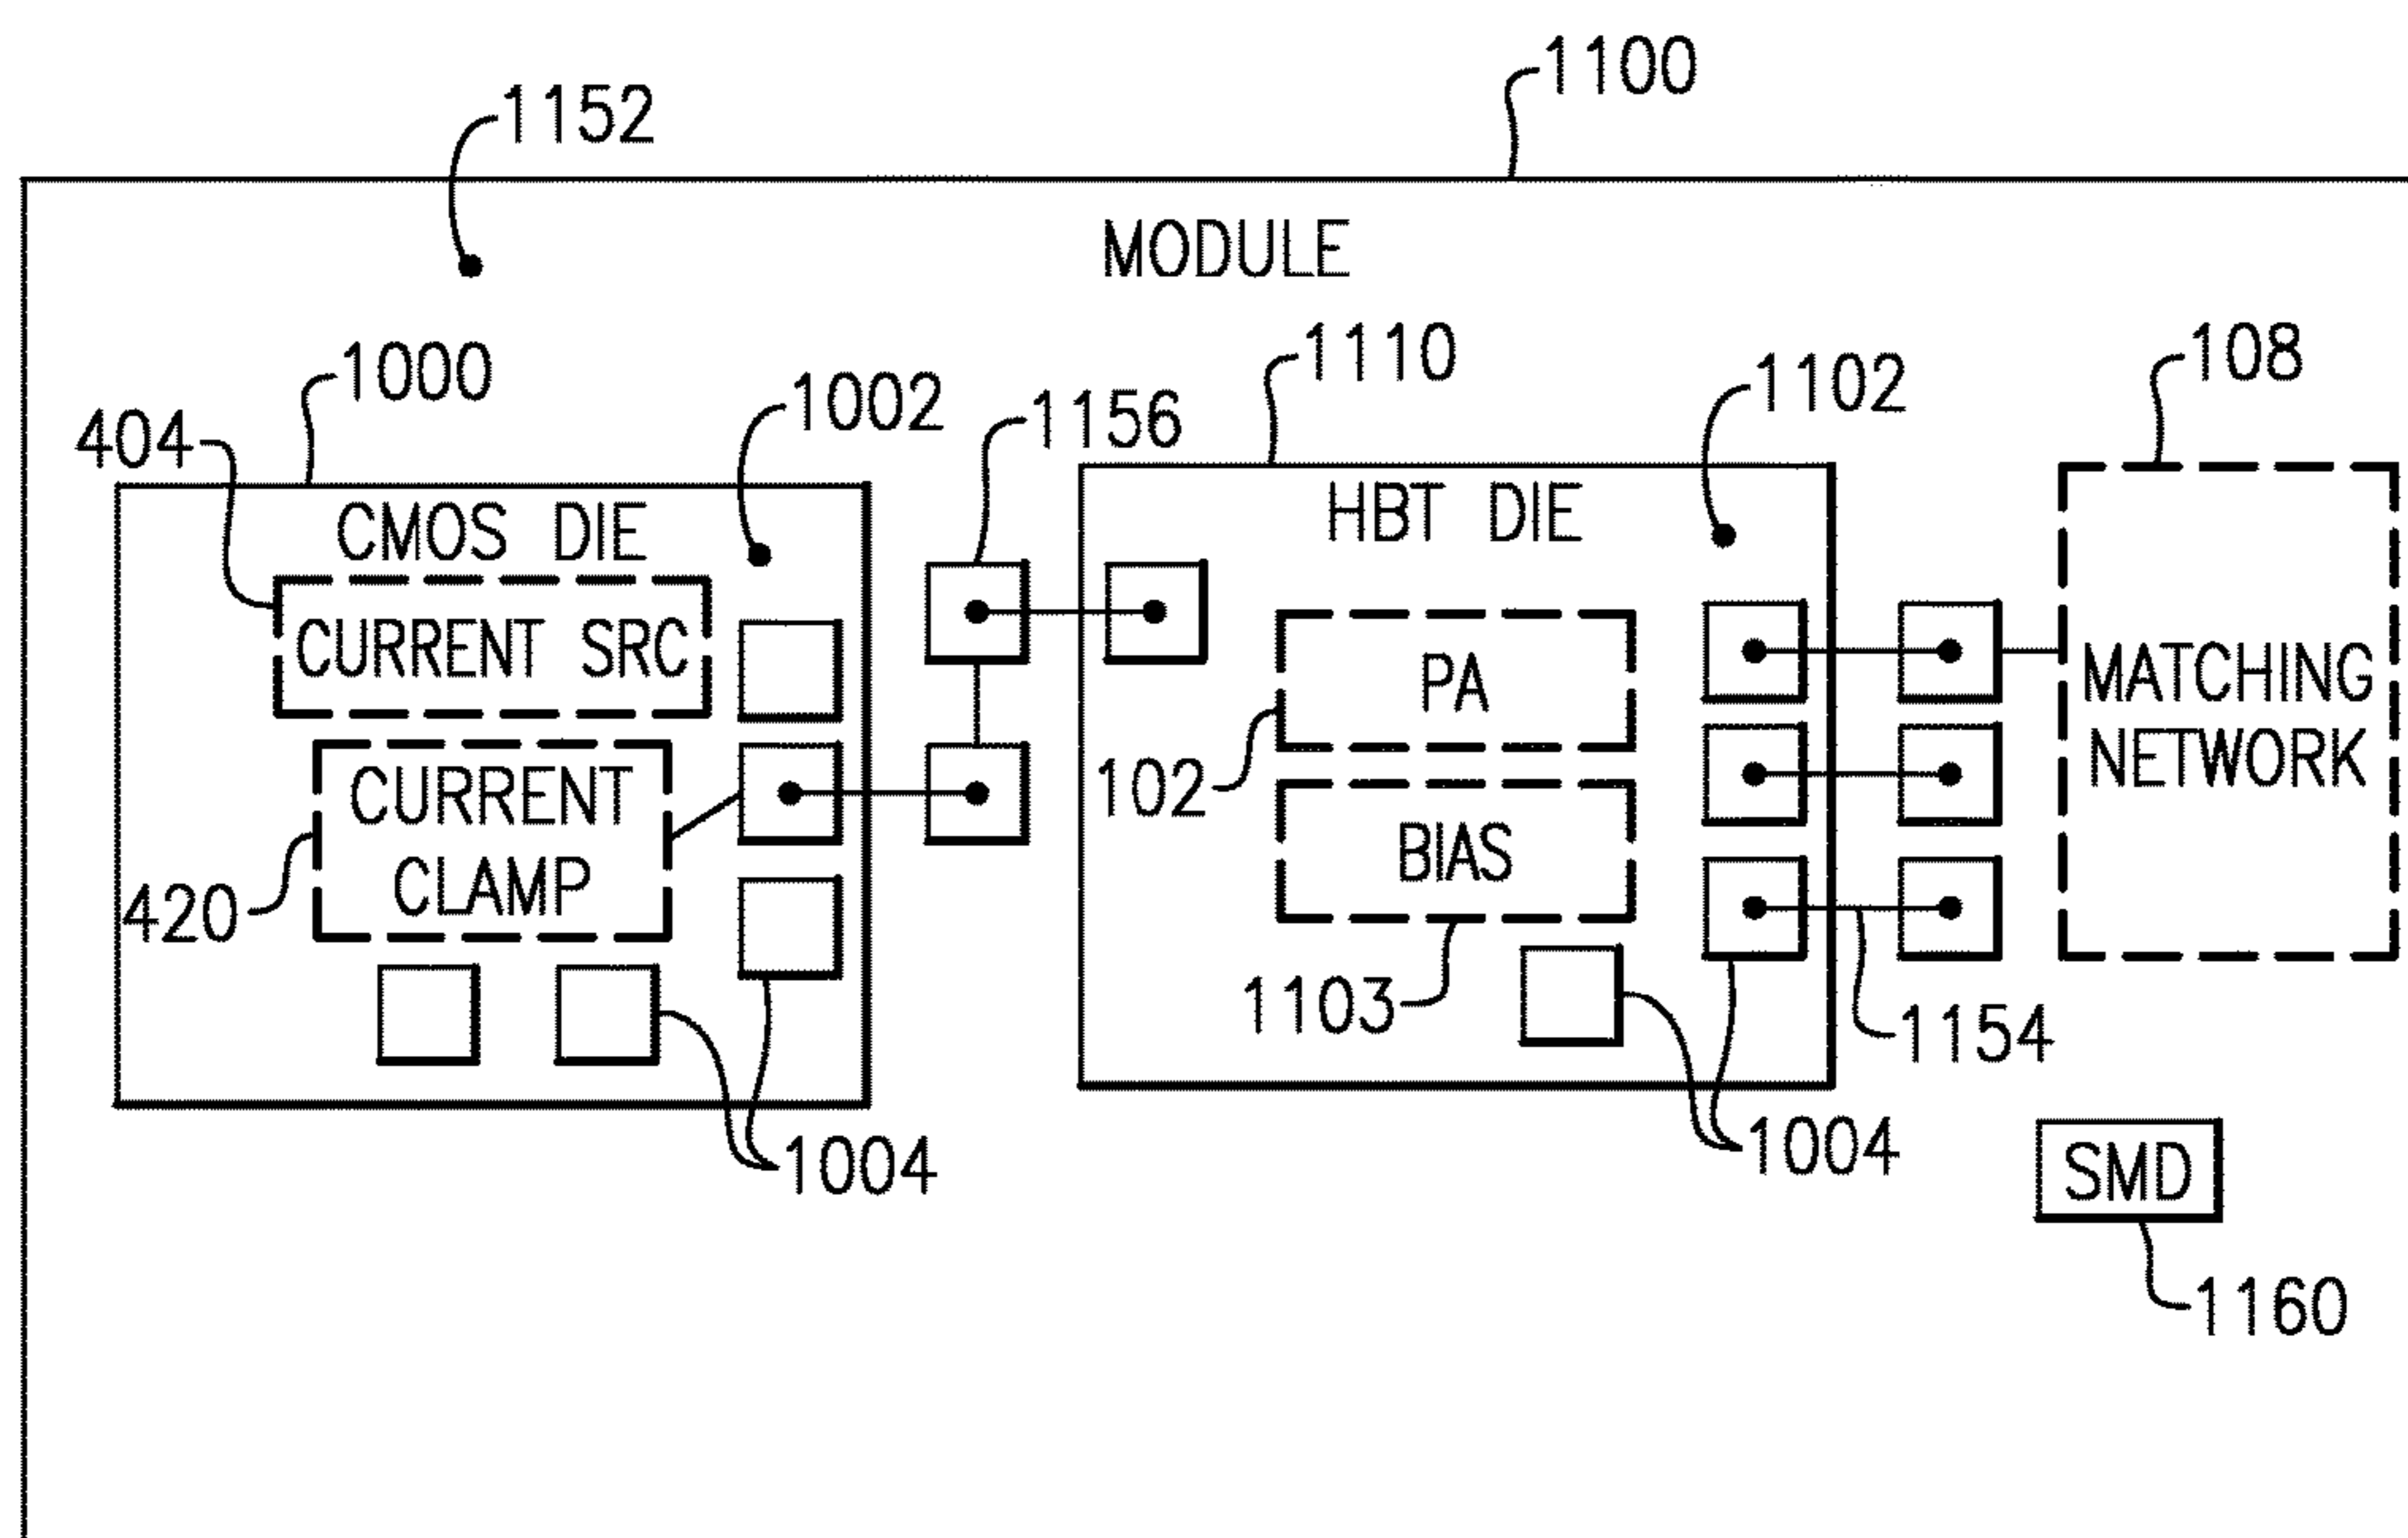 1100
1152
MODULE
1110
108
1000
1102
1002
1156
404
CMOS DIE
HBT DIE
CURRENT SRC
PA
MATCHING
NETWORK
102
CURRENT
CLAMP
BIAS
420
1103
1154
1004
1004
SMD
1160